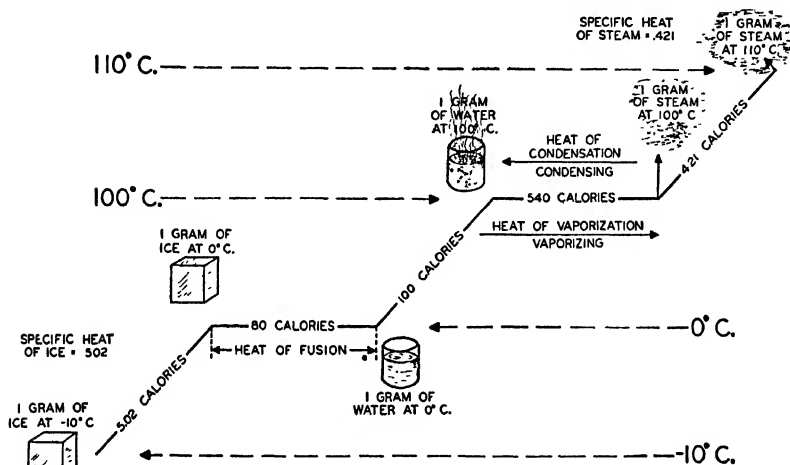 SPECIFIC HEAT
OF STEAM = .421
1 GRAM
OF STEAM
AT 110° C.
110° C.
1 GRAM
OF WATER
AT 100° C.
1 GRAM
OF STEAM
AT 100° C
HEAT OF
CONDENSATION
CONDENSING
4.21 CALORIES
100° C.
540 CALORIES
HEAT OF VAPORIZATION
VAPORIZING
1 GRAM OF
ICE AT 0° C.
100 CALORIES
80 CALORIES
0° C.
SPECIFIC HEAT
OF ICE = .502
HEAT OF FUSION
5.02 CALORIES
1 GRAM OF
WATER AT 0° C.
1 GRAM OF
ICE AT -10° C
-10° C.